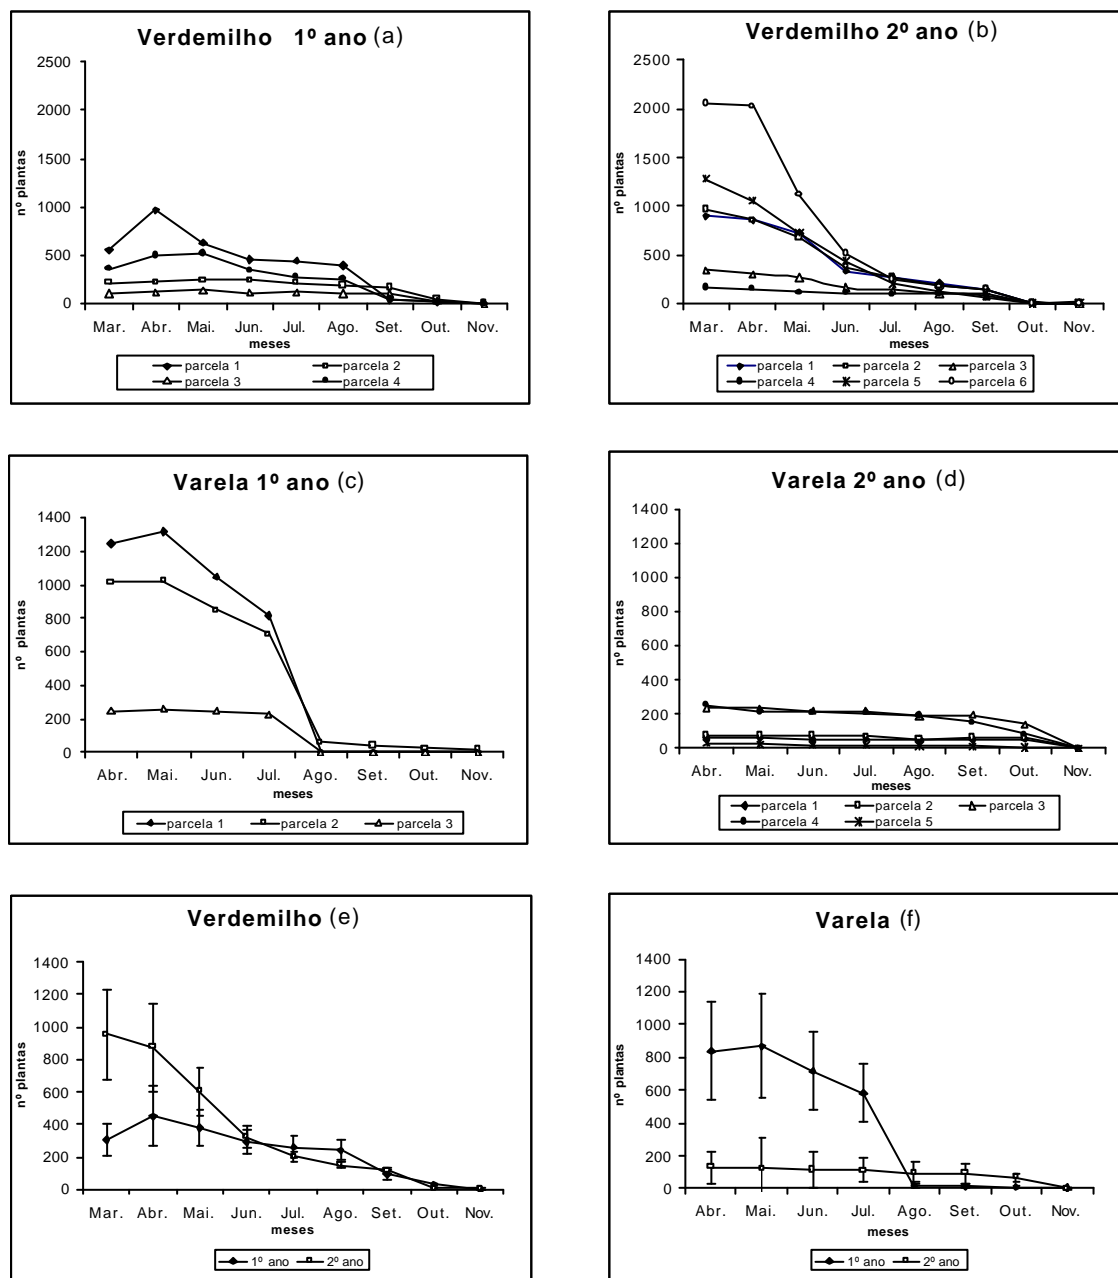 Verdemilho 1º ano (a)
2500
2000
1500
1000
500
0
nº plantas
Mar. Abr. Mai. Jun. Jul. Ago. Set. Out. Nov.
meses
parcela 1 parcela 2
parcela 3 parcela 4
Verdemilho 2º ano (b)
2500
2000
1500
1000
500
0
nº plantas
Mar. Abr. Mai. Jun. Jul. Ago. Set. Out. Nov.
meses
parcela 1 parcela 2 parcela 3
parcela 4 parcela 5 parcela 6
Varela 1º ano (c)
1400
1200
1000
800
600
400
200
0
nº plantas
Abr. Mai. Jun. Jul. Ago. Set. Out. Nov.
meses
parcela 1 parcela 2 parcela 3
Varela 2º ano (d)
1400
1200
1000
800
600
400
200
0
nº plantas
Abr. Mai. Jun. Jul. Ago. Set. Out. Nov.
meses
parcela 1 parcela 2 parcela 3
parcela 4 parcela 5
Verdemilho (e)
1400
1200
1000
800
600
400
200
0
nº plantas
Mar. Abr. Mai. Jun. Jul. Ago. Set. Out. Nov.
meses
1º ano 2º ano
Varela (f)
1400
1200
1000
800
600
400
200
0
nº plantas
Abr. Mai. Jun. Jul. Ago. Set. Out. Nov.
meses
1º ano 2º ano